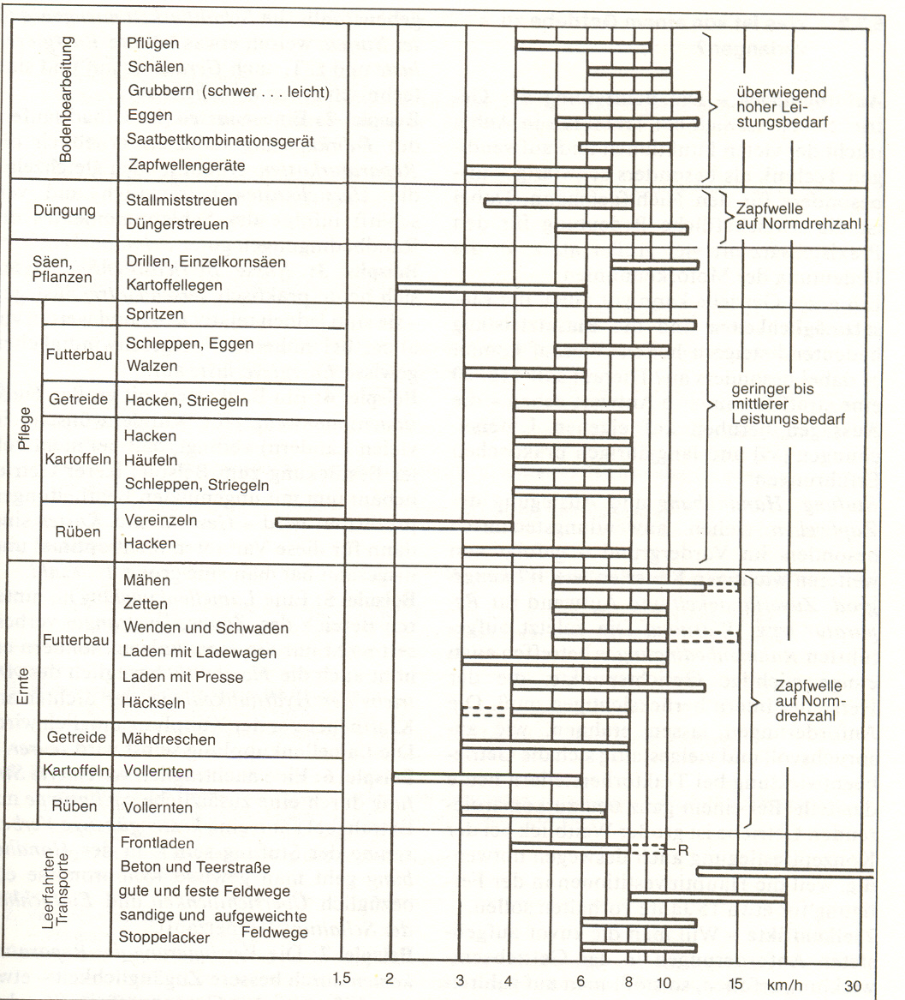 Bodenbearbeitung
Pflügen
Schälen
Grubbern (schwer . . . leicht)
Eggen
Saatbettkombinationsgerät
Zapfwellengeräte
überwiegend
hoher Lei-
stungsbedarf
Düngung
Stallmiststreuen
Düngerstreuen
Zapfwelle
auf Normdrehzahl
Säen,
Pflanzen
Drillen, Einzelkornsäen
Kartoffellegen
Pflege
Spritzen
Futterbau
Schleppen, Eggen
Walzen
Getreide
Hacken, Striegeln
Kartoffeln
Hacken
Häufeln
Schleppen, Striegeln
Rüben
Vereinzeln
Hacken
geringer bis
mittlerer
Leistungsbedarf
Ernte
Futterbau
Mähen
Zetten
Wenden und Schwaden
Laden mit Ladewagen
Laden mit Presse
Häckseln
Getreide
Mähdreschen
Kartoffeln
Vollernten
Rüben
Vollernten
Zapfwelle
auf Norm-
drehzahl
Leerfahrten
Transporte
Frontladen
R
Beton und Teerstraße
gute und feste Feldwege
sandige und aufgeweichte
Feldwege
Stoppelacker
1,5 2 3 4 6 8 10 15 km/h 30